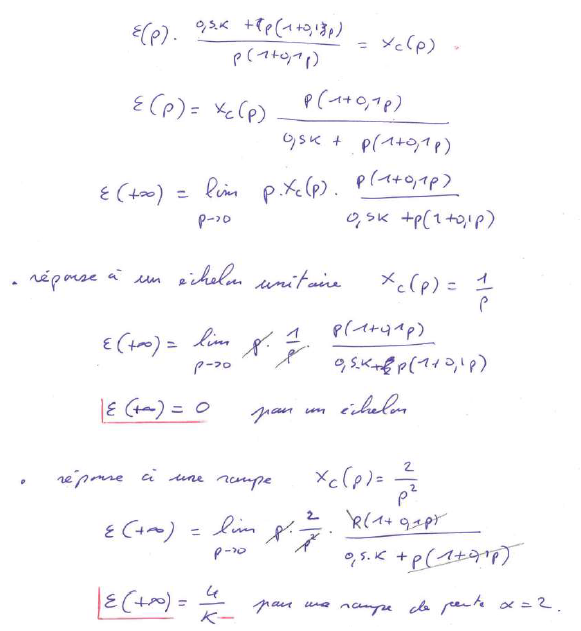 ε(p). (0,5.K + p(1+0,1p)) / (p(1+0,1p)) = Xc(p)
ε(p) = Xc(p) p(1+0,1p) / (0,5K + p(1+0,1p))
ε(+∞) = lim p→0 p.Xc(p). p(1+0,1p) / (0,5K + p(1+0,1p))
. réponse à un échelon unitaire Xc(p) = 1/p
ε(+∞) = lim p→0 p. 1/p. p(1+0,1p) / (0,5.K + p(1+0,1p))
ε(+∞) = 0 pour un échelon
. réponse à une rampe Xc(p) = 2/p²
ε(+∞) = lim p→0 p. 2/p². p(1+0,1p) / (0,5.K + p(1+0,1p))
ε(+∞) = 4/K pour une rampe de pente α = 2.